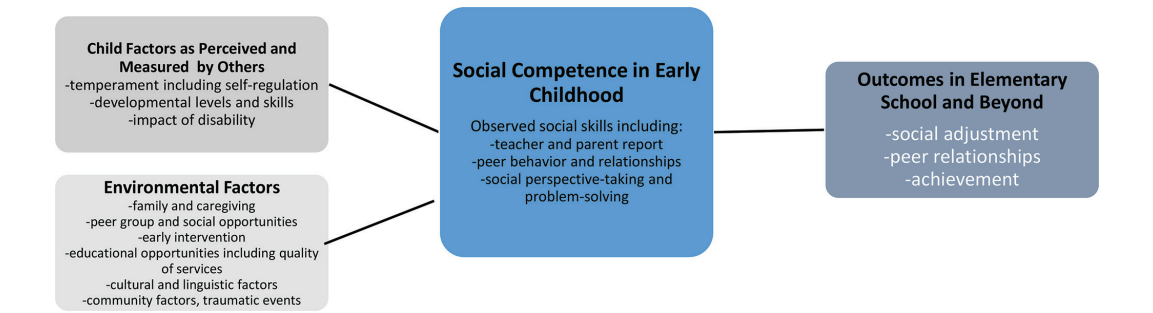 Child Factors as Perceived and
Measured by Others
-temperament including self-regulation
-developmental levels and skills
-impact of disability
Environmental Factors
-family and caregiving
-peer group and social opportunities
-early intervention
-educational opportunities including quality
of services
-cultural and linguistic factors
-community factors, traumatic events
Social Competence in Early
Childhood
Observed social skills including:
-teacher and parent report
-peer behavior and relationships
-social perspective-taking and
problem-solving
Outcomes in Elementary
School and Beyond
-social adjustment
-peer relationships
-achievement